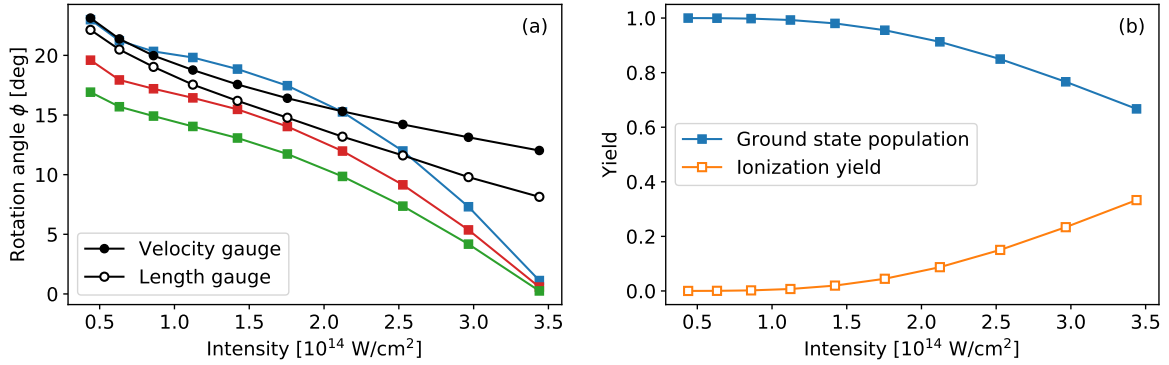 (a)
Rotation angle ϕ [deg]
20
15
10
5
0
Velocity gauge
Length gauge
0.5 1.0 1.5 2.0 2.5 3.0 3.5
Intensity [10¹⁴ W/cm²]
(b)
Yield
1.0
0.8
0.6
0.4
0.2
0.0
Ground state population
Ionization yield
0.5 1.0 1.5 2.0 2.5 3.0 3.5
Intensity [10¹⁴ W/cm²]